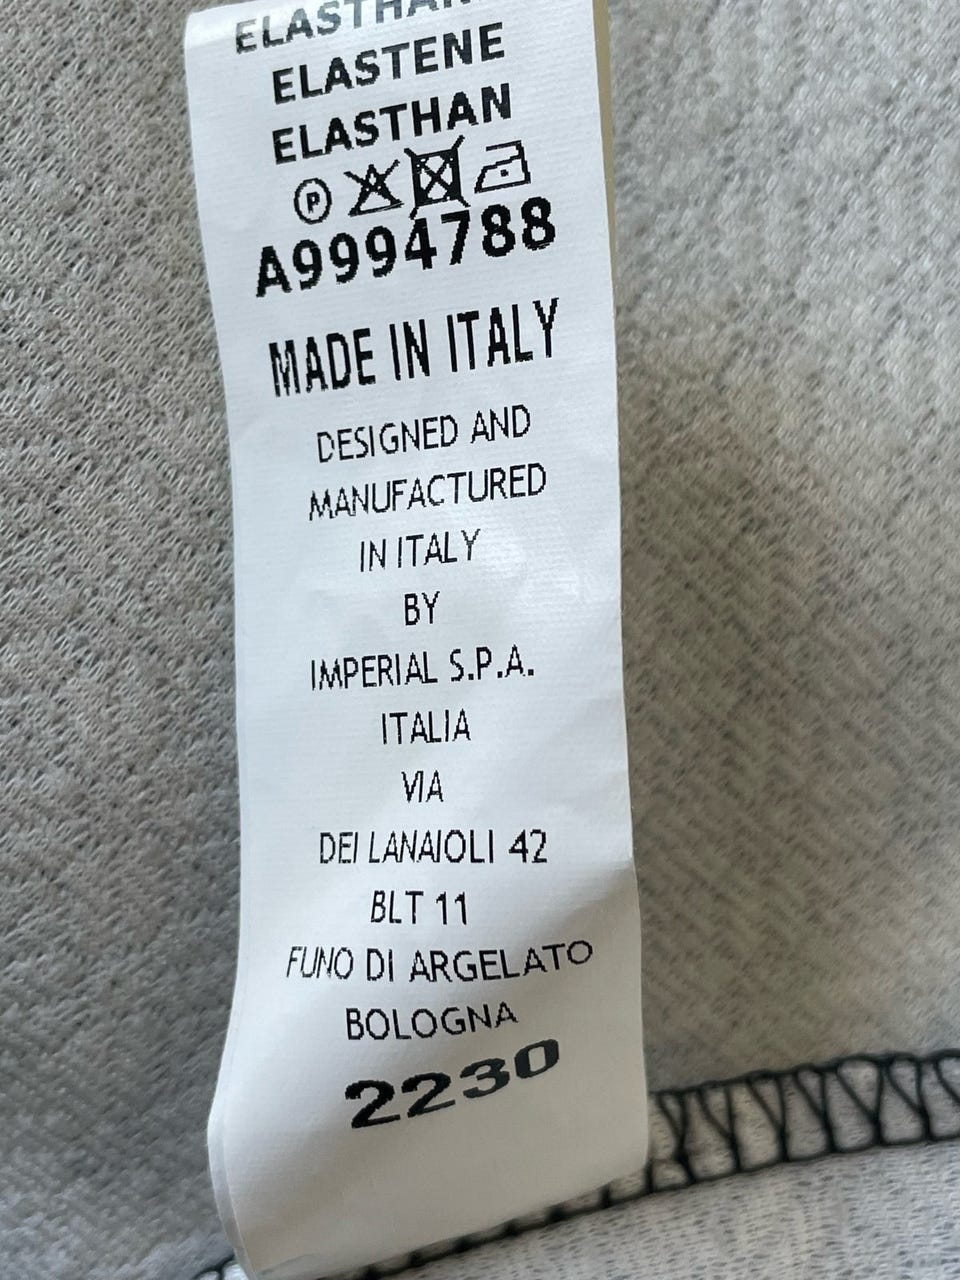 ELASTHAN
ELASTENE
ELASTHAN
P
A9994788
MADE IN ITALY
DESIGNED AND
MANUFACTURED
IN ITALY
BY
IMPERIAL S.P.A.
ITALIA
VIA
DEI LANAIOLI 42
BLT 11
FUNO DI ARGELATO
BOLOGNA
2230